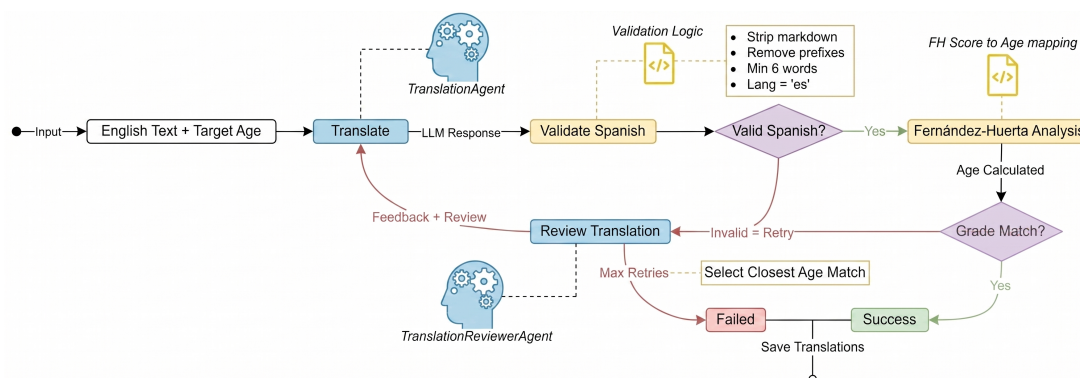 TranslationAgent
Validation Logic
• Strip markdown
• Remove prefixes
• Min 6 words
• Lang = 'es'
FH Score to Age mapping
Input
English Text + Target Age
Translate
LLM Response
Validate Spanish
Valid Spanish?
Yes
Fernández-Huerta Analysis
Age Calculated
Feedback + Review
Review Translation
Invalid = Retry
Grade Match?
Max Retries
Select Closest Age Match
Yes
TranslationReviewerAgent
Failed
Success
Save Translations